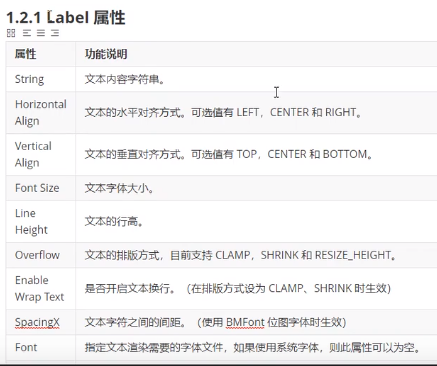 1.2.1 Label 属性
属性 功能说明
String 文本内容字符串。
Horizontal
Align 文本的水平对齐方式。可选值有 LEFT，CENTER 和 RIGHT。
Vertical
Align 文本的垂直对齐方式。可选值有 TOP，CENTER 和 BOTTOM。
Font Size 文本字体大小。
Line
Height 文本的行高。
Overflow 文本的排版方式，目前支持 CLAMP，SHRINK 和 RESIZE_HEIGHT。
Enable
Wrap Text 是否开启文本换行。（在排版方式设为 CLAMP、SHRINK 时生效）
SpacingX 文本字符之间的间距。（使用 BMFont 位图字体时生效）
Font 指定文本渲染需要的字体文件，如果使用系统字体，则此属性可以为空。